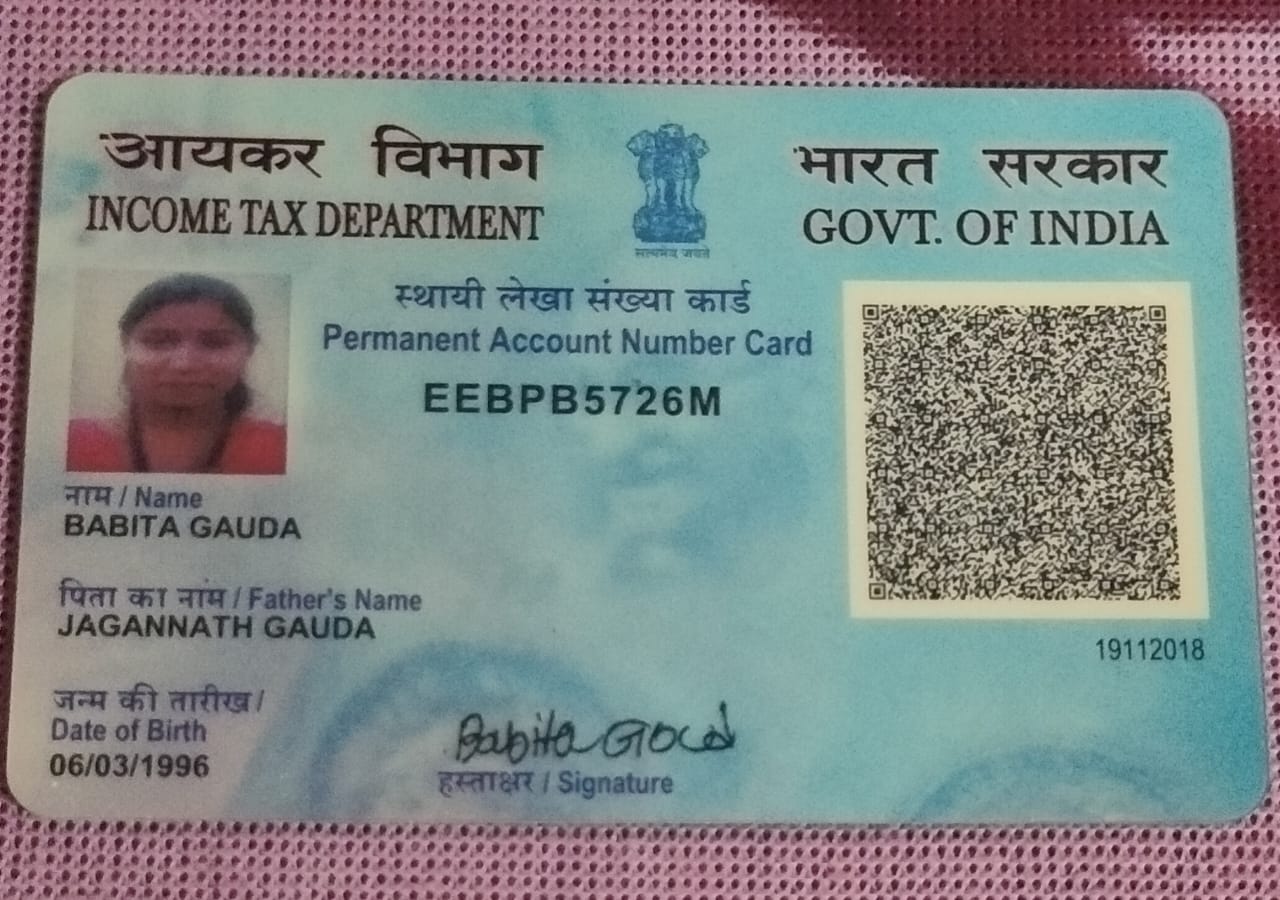 आयकर विभाग
INCOME TAX DEPARTMENT
सत्यमेव जयते
भारत सरकार
GOVT. OF INDIA
स्थायी लेखा संख्या कार्ड
Permanent Account Number Card
EEBPB5726M
नाम / Name
BABITA GAUDA
पिता का नांम / Father's Name
JAGANNATH GAUDA
19112018
जन्म की तारीख /
Date of Birth
06/03/1996
Babita
हस्ताक्षर / Signature